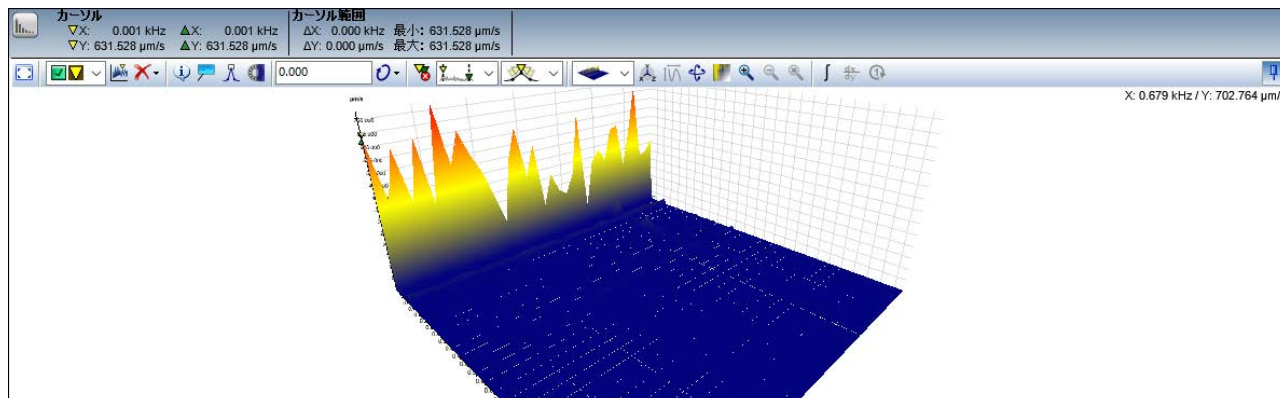 カーソル
カーソル範囲
▽X: 0.001 kHz ▲X: 0.001 kHz ΔX: 0.000 kHz 最小: 631.528 µm/s
▽Y: 631.528 µm/s ▲Y: 631.528 µm/s ΔY: 0.000 µm/s 最大: 631.528 µm/s
0.000
X: 0.679 kHz / Y: 702.764 µm/
µm/s